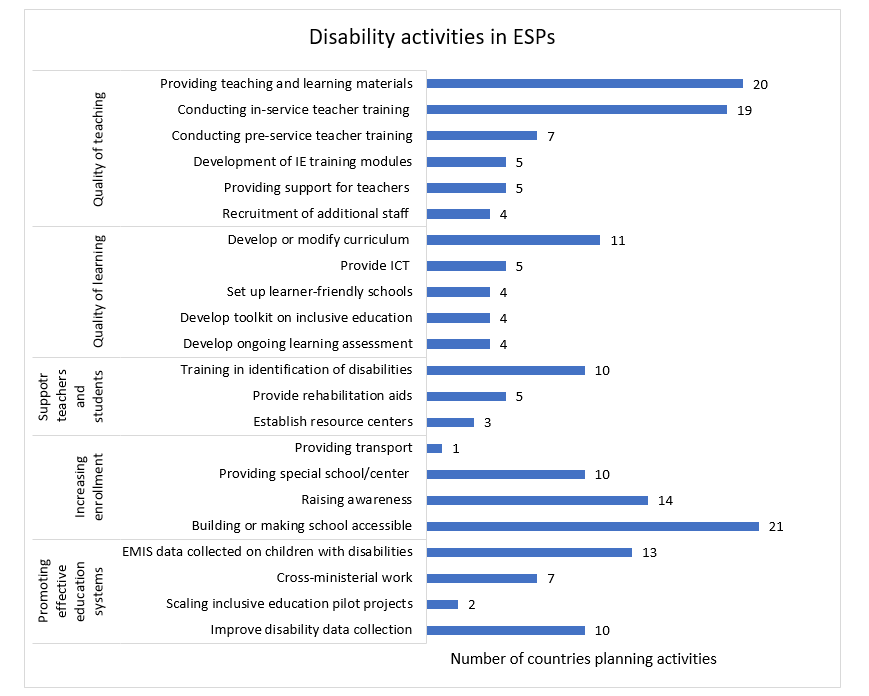 Disability activities in ESPs
Quality of teaching
Providing teaching and learning materials 20
Conducting in-service teacher training 19
Conducting pre-service teacher training 7
Development of IE training modules 5
Providing support for teachers 5
Recruitment of additional staff 4
Quality of learning
Develop or modify curriculum 11
Provide ICT 5
Set up learner-friendly schools 4
Develop toolkit on inclusive education 4
Develop ongoing learning assessment 4
Suppotr
teachers
and
students
Training in identification of disabilities 10
Provide rehabilitation aids 5
Establish resource centers 3
Increasing
enrollment
Providing transport 1
Providing special school/center 10
Raising awareness 14
Building or making school accessible 21
Promoting
effective
education
systems
EMIS data collected on children with disabilities 13
Cross-ministerial work 7
Scaling inclusive education pilot projects 2
Improve disability data collection 10
Number of countries planning activities